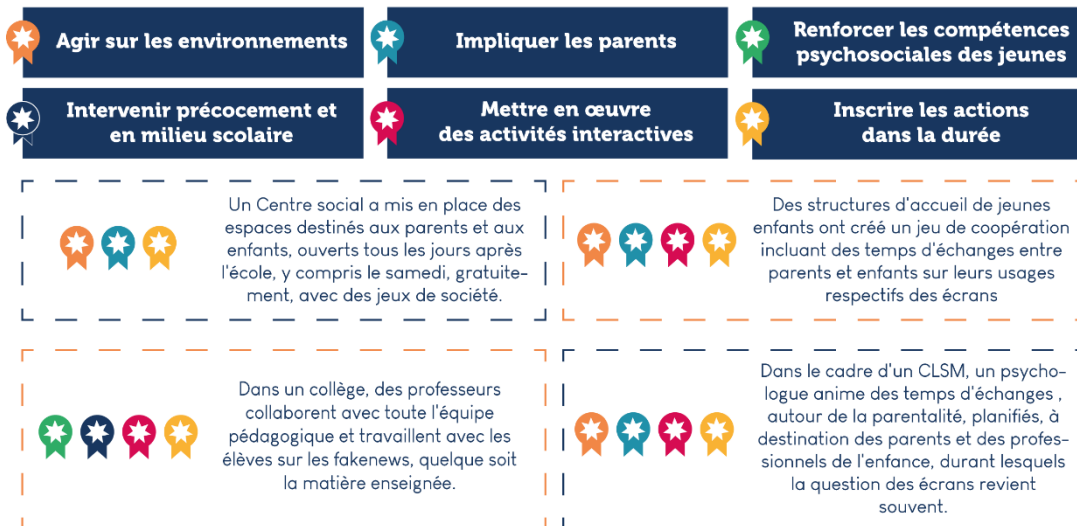 Agir sur les environnements
Impliquer les parents
Renforcer les compétences
psychosociales des jeunes
Intervenir précocement et
en milieu scolaire
Mettre en œuvre
des activités interactives
Inscrire les actions
dans la durée
Un Centre social a mis en place des
espaces destinés aux parents et aux
enfants, ouverts tous les jours après
l'école, y compris le samedi, gratuite-
ment, avec des jeux de société.
Des structures d'accueil de jeunes
enfants ont créé un jeu de coopération
incluant des temps d'échanges entre
parents et enfants sur leurs usages
respectifs des écrans
Dans un collège, des professeurs
collaborent avec toute l'équipe
pédagogique et travaillent avec les
élèves sur les fakenews, quelque soit
la matière enseignée.
Dans le cadre d'un CLSM, un psycho-
logue anime des temps d'échanges ,
autour de la parentalité, planifiés, à
destination des parents et des profes-
sionnels de l'enfance, durant lesquels
la question des écrans revient
souvent.